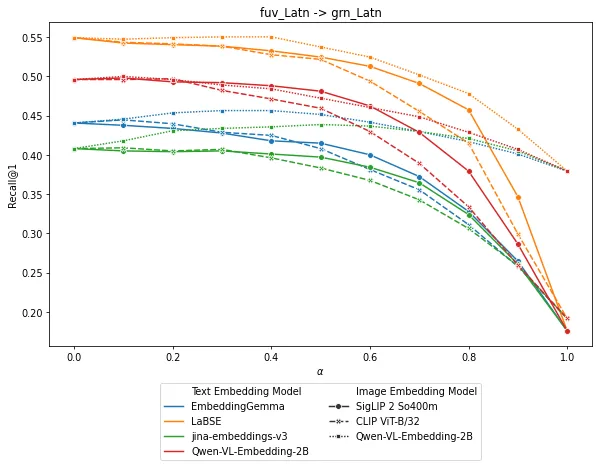 fuv_Latn -> grn_Latn
Recall@1
0.55
0.50
0.45
0.40
0.35
0.30
0.25
0.20
0.0 0.2 0.4 0.6 0.8 1.0
α
Text Embedding Model
EmbeddingGemma
LaBSE
jina-embeddings-v3
Qwen-VL-Embedding-2B
Image Embedding Model
SigLIP 2 So400m
CLIP ViT-B/32
Qwen-VL-Embedding-2B